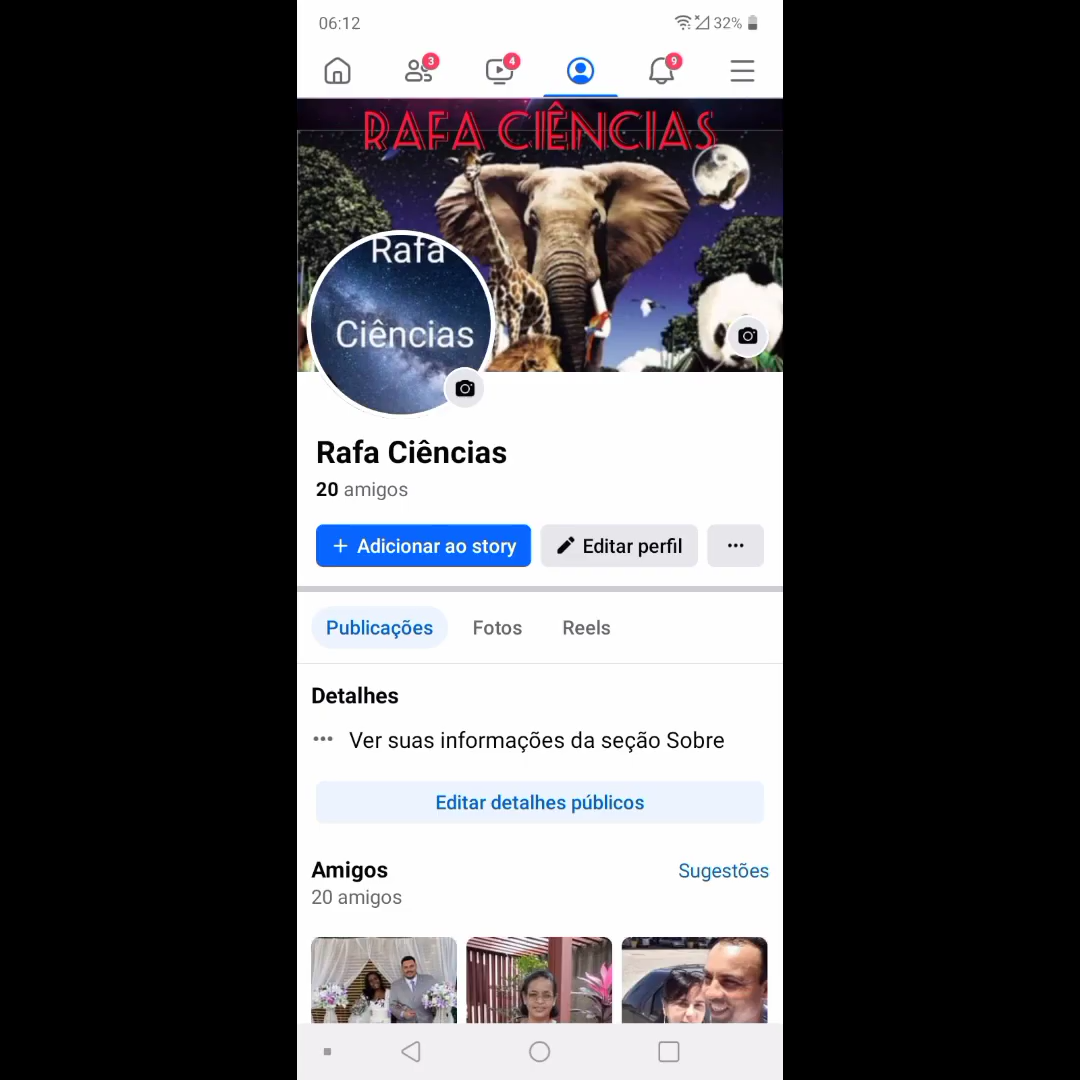 06:12
32%
3
4
9
RAFA CIÊNCIAS
Rafa
Ciências
Rafa Ciências
20 amigos
+ Adicionar ao story
Editar perfil
Publicações
Fotos
Reels
Detalhes
Ver suas informações da seção Sobre
Editar detalhes públicos
Amigos
Sugestões
20 amigos